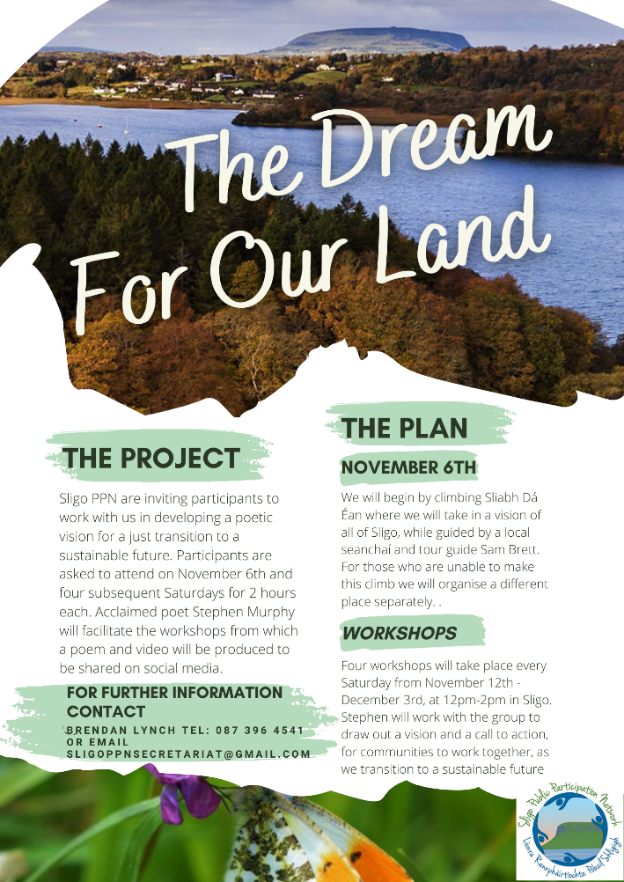 The Dream
For Our Land
THE PROJECT
Sligo PPN are inviting participants to
work with us in developing a poetic
vision for a just transition to a
sustainable future. Participants are
asked to attend on November 6th and
four subsequent Saturdays for 2 hours
each. Acclaimed poet Stephen Murphy
will facilitate the workshops from which
a poem and video will be produced to
be shared on social media.
FOR FURTHER INFORMATION
CONTACT
BRENDAN LYNCH TEL: 087 396 4541
OR EMAIL
SLIGOPPNSECRETARIAT@GMAIL.COM
THE PLAN
NOVEMBER 6TH
We will begin by climbing Sliabh Dá
Éan where we will take in a vision of
all of Sligo, while guided by a local
seanchaí and tour guide Sam Brett.
For those who are unable to make
this climb we will organise a different
place separately. .
WORKSHOPS
Four workshops will take place every
Saturday from November 12th -
December 3rd, at 12pm-2pm in Sligo.
Stephen will work with the group to
draw out a vision and a call to action,
for communities to work together, as
we transition to a sustainable future
Sligo Public Participation Network